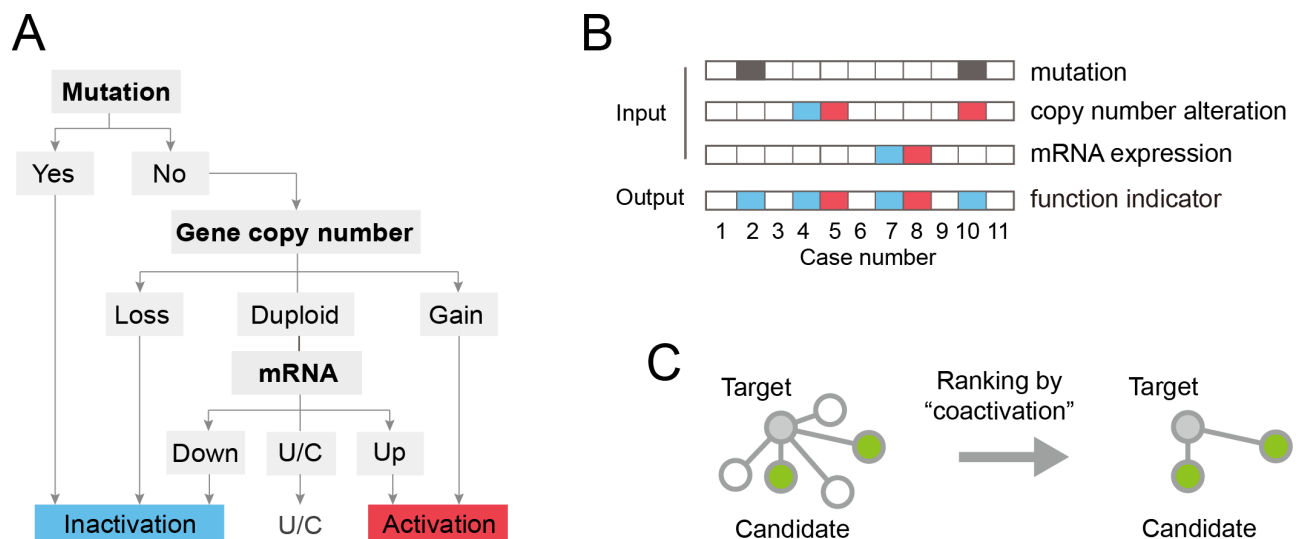 A
Mutation
Yes
No
Gene copy number
Loss
Duploid
Gain
mRNA
Down
U/C
Up
Inactivation
U/C
Activation
B
Input
mutation
copy number alteration
mRNA expression
Output
function indicator
1 2 3 4 5 6 7 8 9 10 11
Case number
C
Target
Candidate
Ranking by
“coactivation”
Target
Candidate